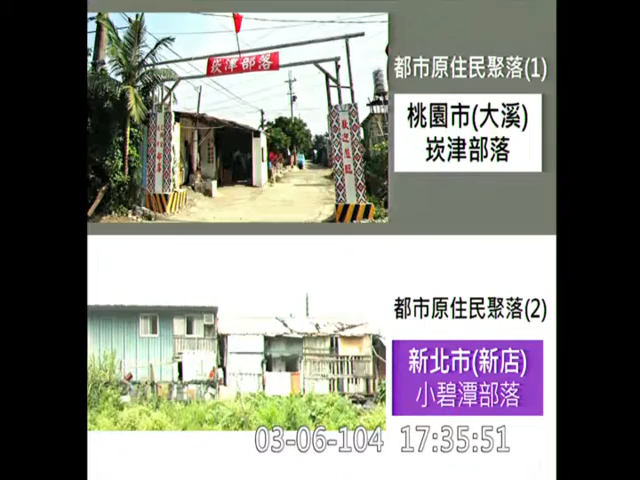 崁津部落
都市原住民聚落(1)
桃園市(大溪)
崁津部落
都市原住民聚落(2)
新北市(新店)
小碧潭部落
03-06-104 17:35:51